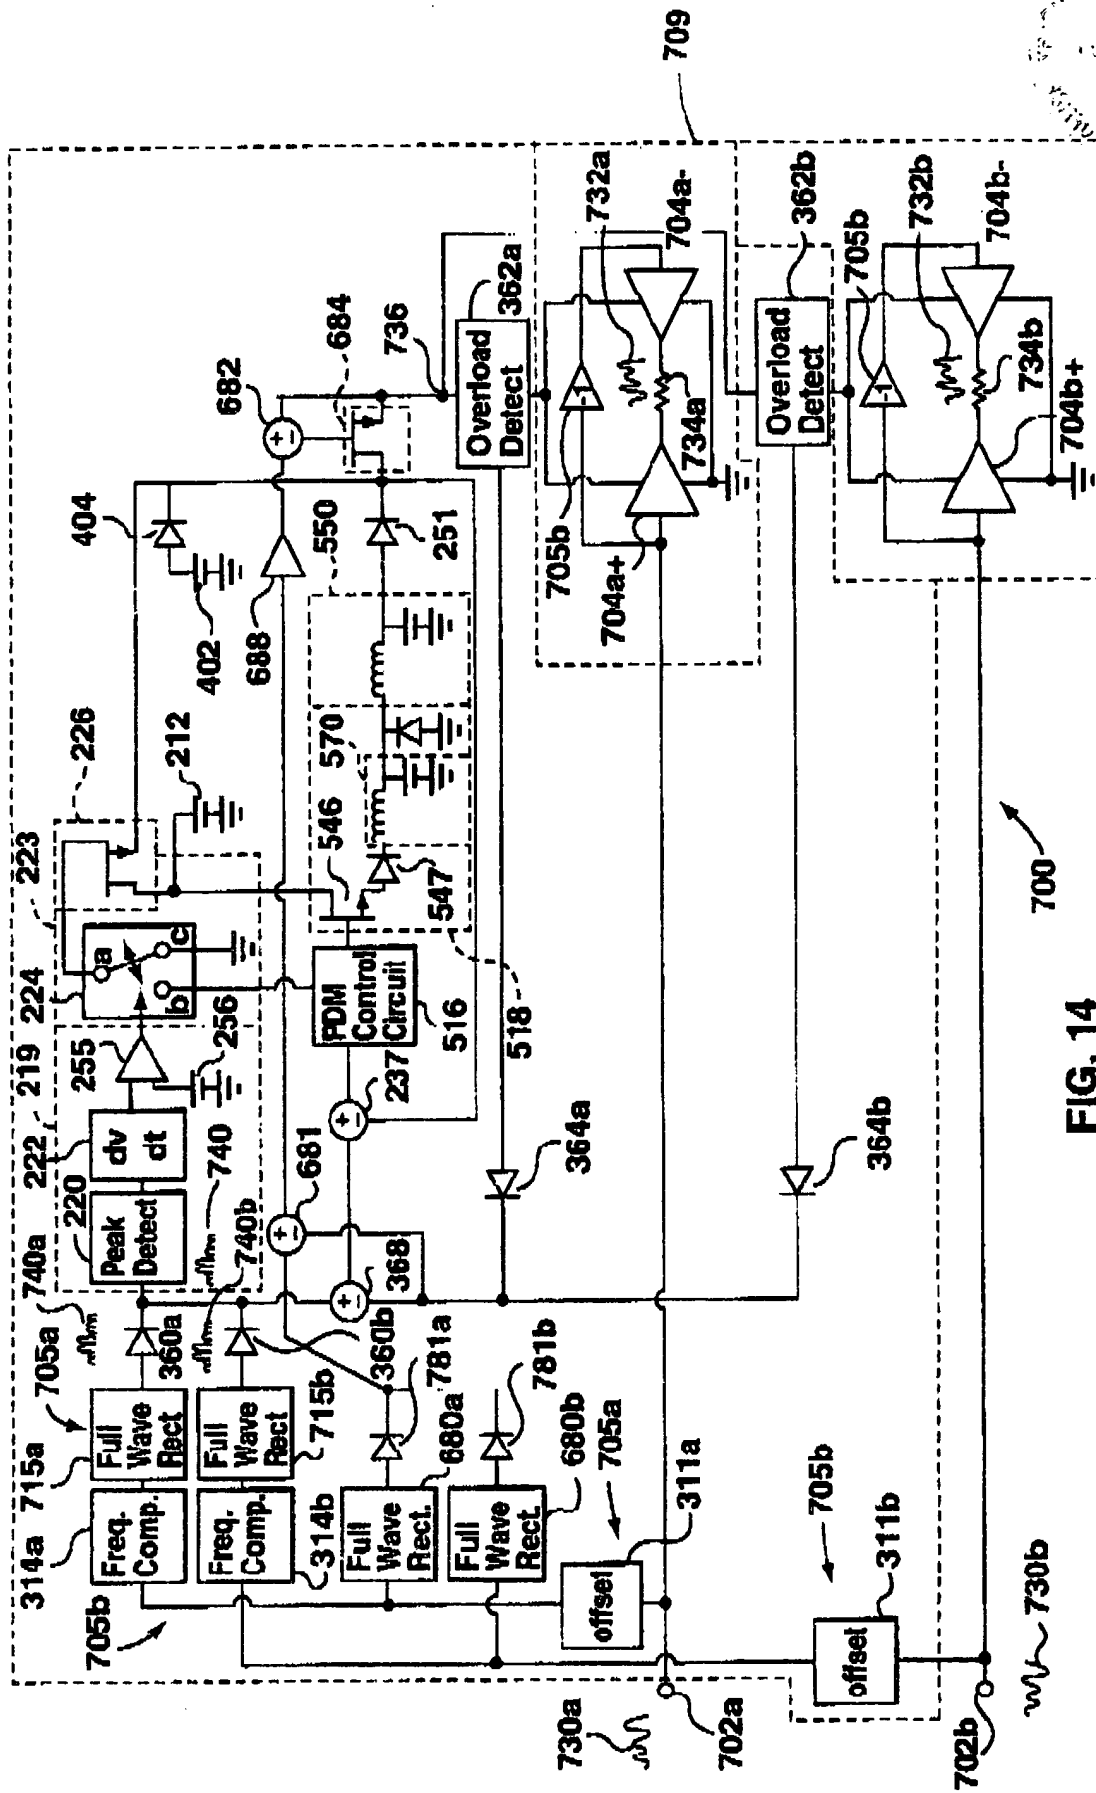 709
732a
704a-
362b
705b
732b
704b-
682
684
736
362a
Overload
Detect
-1
734a
Overload
Detect
-1
734b
704b+
404
550
251
705b
704a+
402
688
226
212
570
546
547
223
224
a
b
c
PDM
Control
Circuit
516
518
700
219
255
256
222
dv
dt
237
364a
364b
220
Peak
Detect
740
740b
681
368
740a
705a
360a
360b
781a
781b
715a
Full
Wave
Rect
Full
Wave
Rect
715b
680a
680b
705a
311a
314a
Freq.
Comp.
Freq.
Comp.
314b
Full
Wave
Rect.
Full
Wave
Rect.
offset
705b
311b
705b
offset
730a
702a
702b
730b
FIG. 14